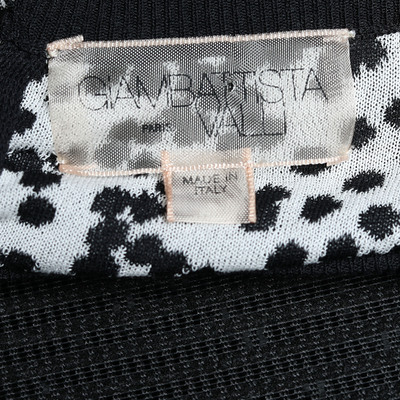 GIAMBATTISTA
PARIS VALLI
MADE IN
ITALY